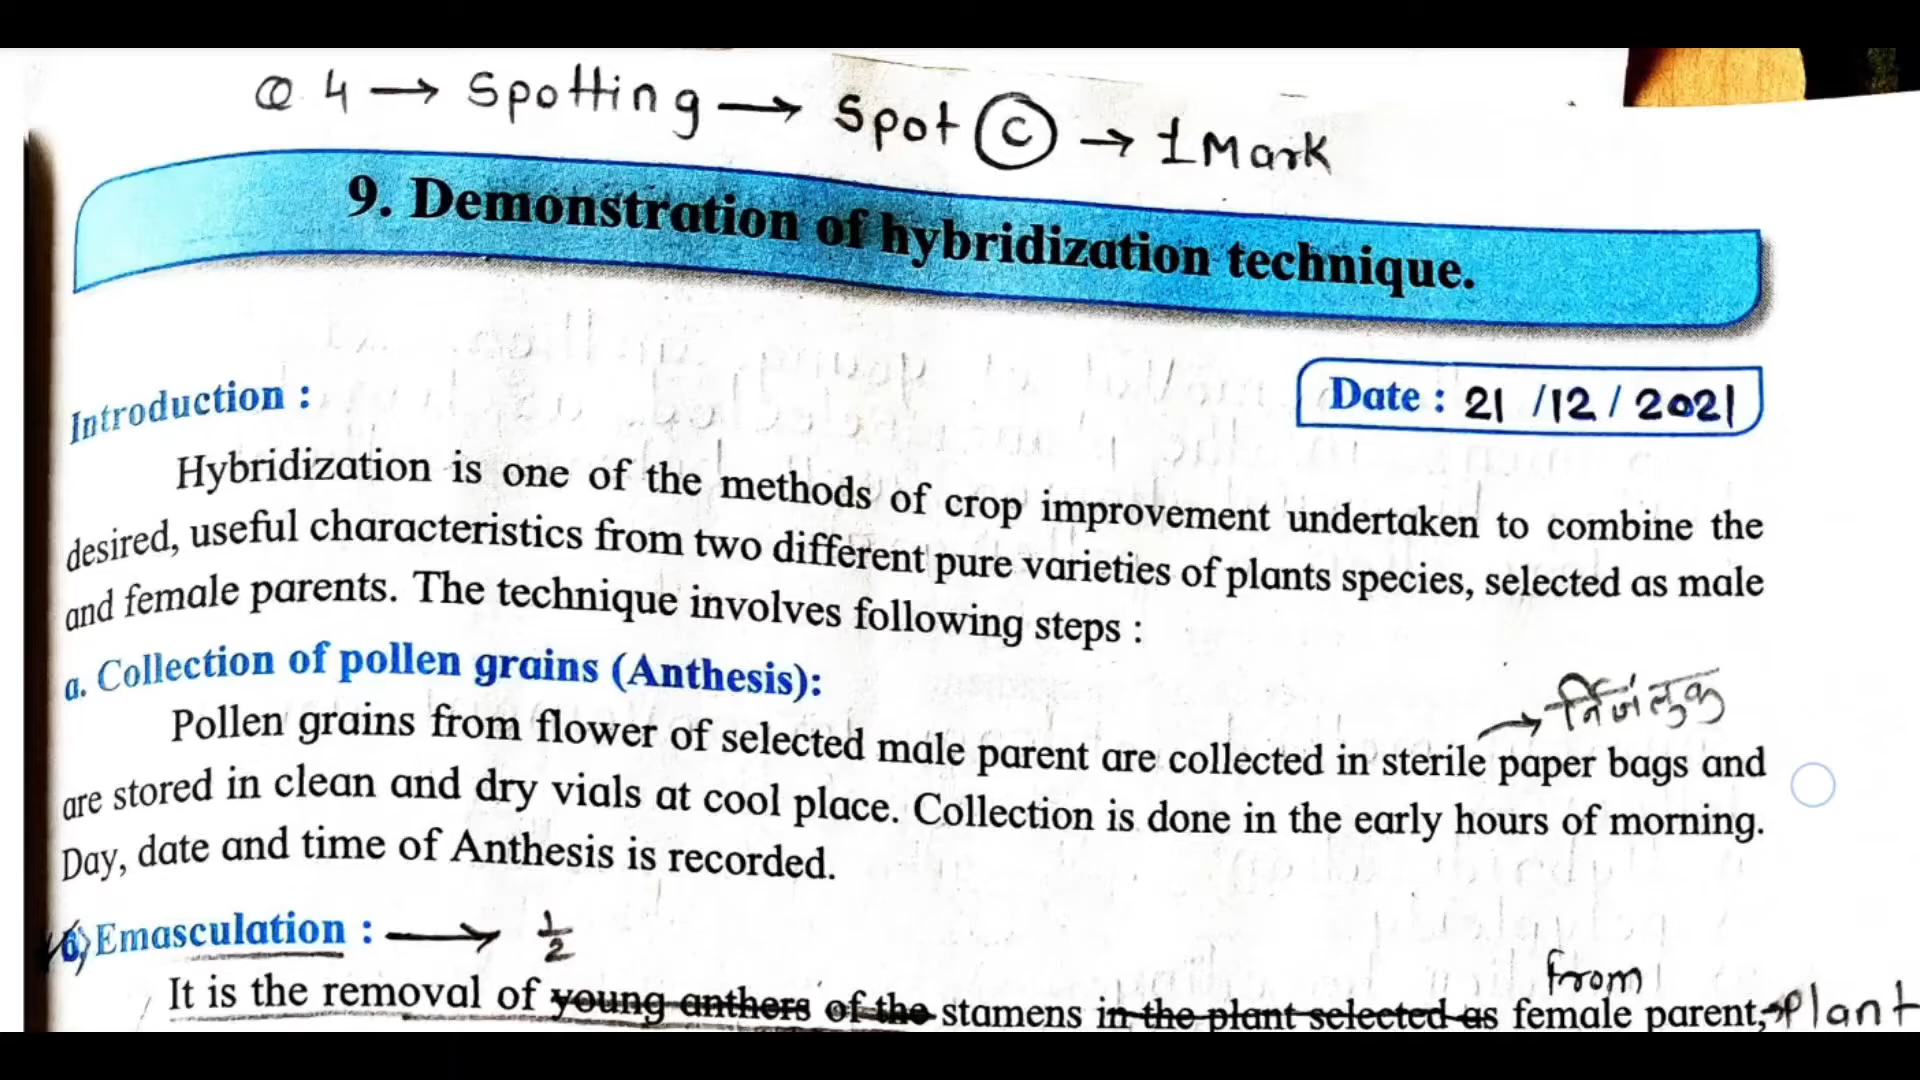 Q 4 → Spotting → Spot C → 1 Mark
9. Demonstration of hybridization technique.
Introduction :
Date : 21 /12 / 2021
Hybridization is one of the methods of crop improvement undertaken to combine the
desired, useful characteristics from two different pure varieties of plants species, selected as male
and female parents. The technique involves following steps :
a. Collection of pollen grains (Anthesis):
→ निर्जंतुक
Pollen grains from flower of selected male parent are collected in sterile paper bags and
are stored in clean and dry vials at cool place. Collection is done in the early hours of morning.
Day, date and time of Anthesis is recorded.
b) Emasculation : → 1/2
from
It is the removal of young anthers of the stamens in the plant selected as female parent, → Plant